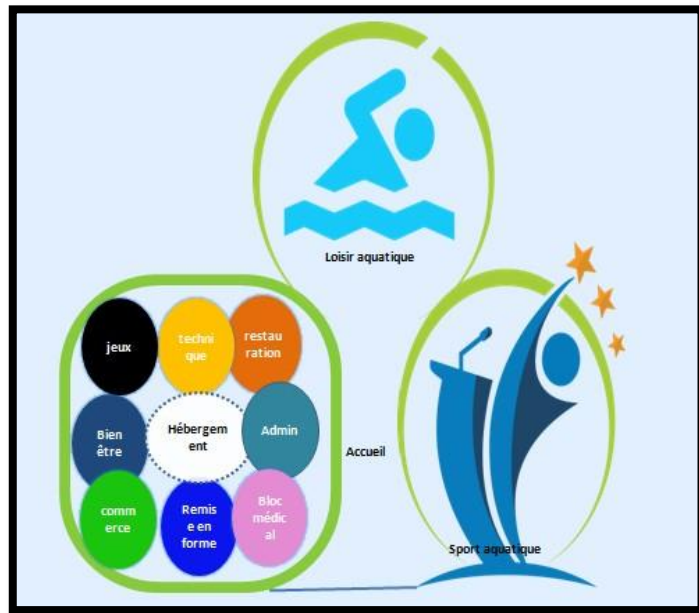 Loisir aquatique
jeux
techni
que
restau
ration
Bien
être
Hébergem
ent
Admin
Accueil
comm
erce
Remis
e en
forme
Bloc
médic
al
Sport aquatique